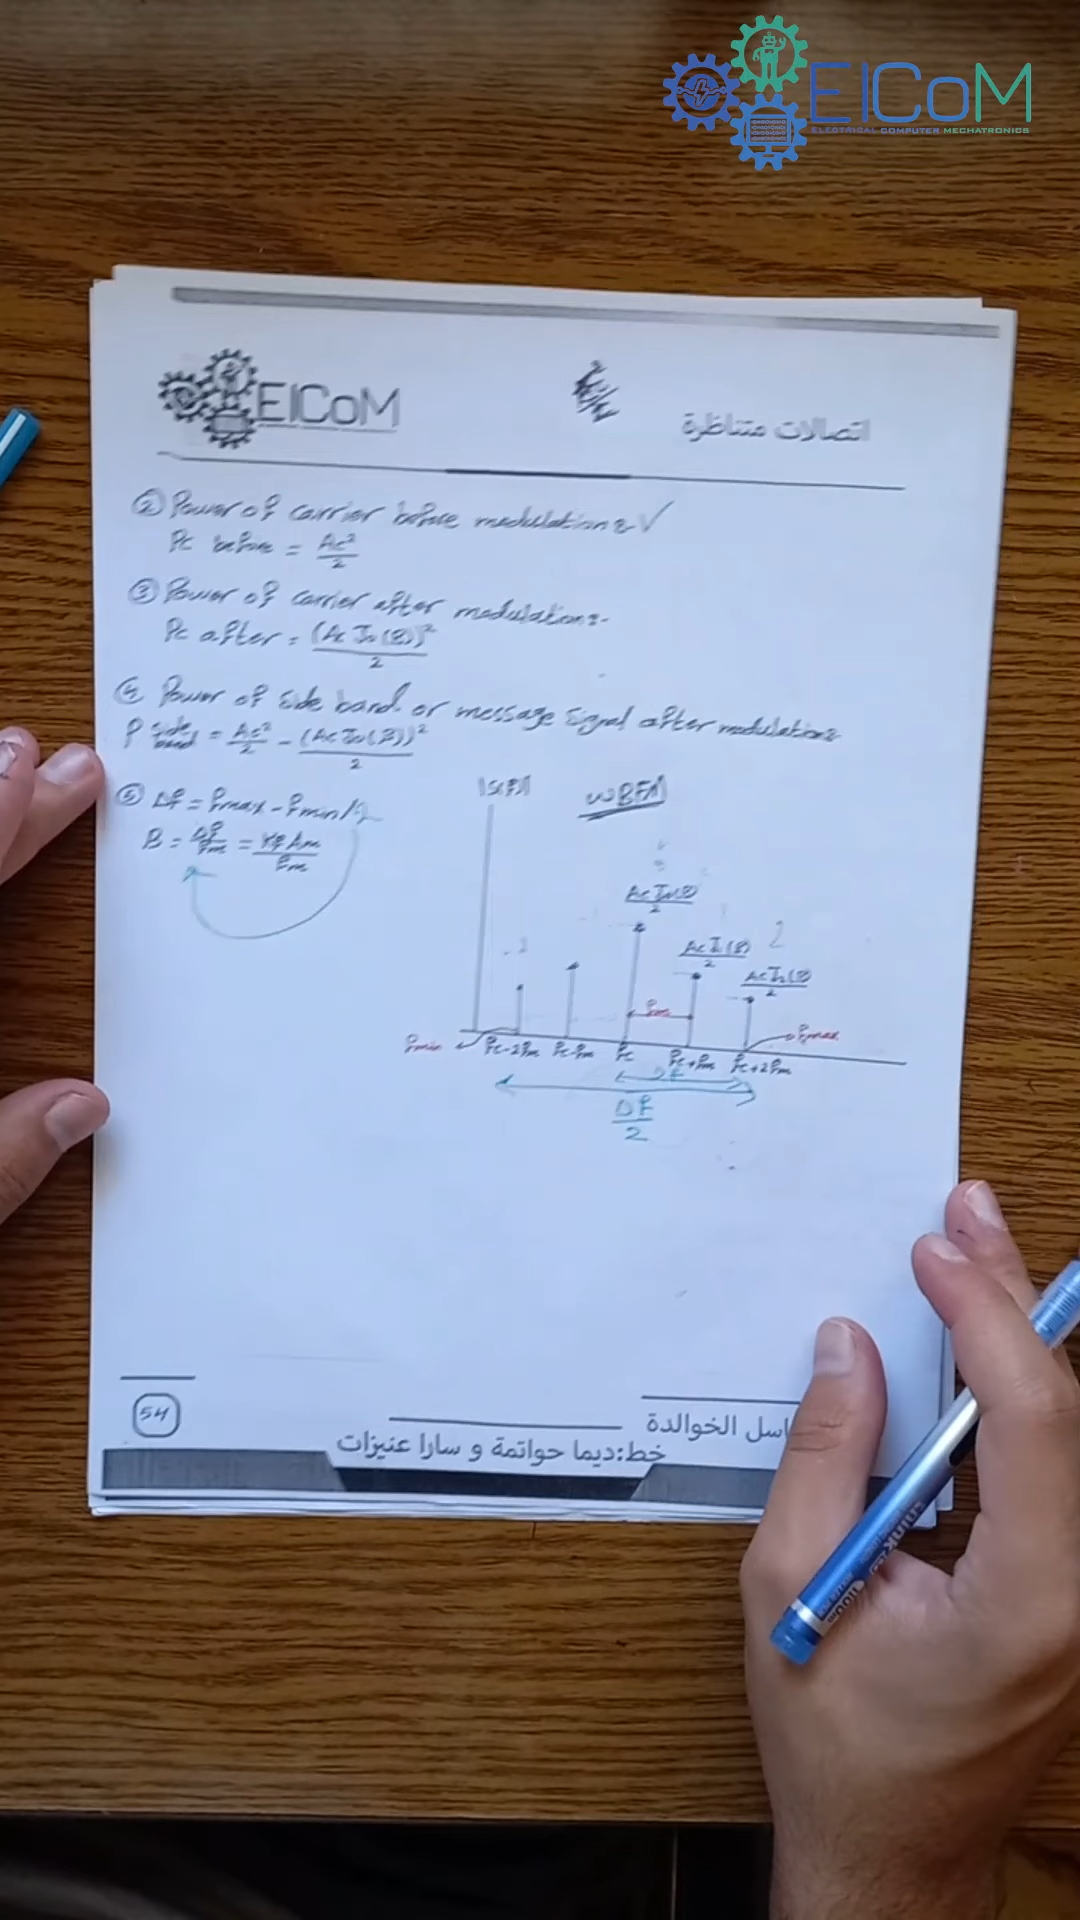 EICoM
ELECTRICAL COMPUTER MECHATRONICS
EICoM
اتصالات متناظرة
② Power of carrier before modulation: ✓
Pc before = Ac²/2
③ Power of carrier after modulation:-
Pc after = (Ac J₀(β))²/2
④ Power of side band or message signal after modulation:
P side band = Ac²/2 - (Ac J₀(β))²/2
⑤ Δf = fmax - fmin/2
β = Δf/fm = kf Am/fm
|S(f)|
WBFM
Ac J₀(β)/2
Ac J₁(β)/2
Ac J₂(β)/2
fm
fmax
fmin
fc-2fm
fc-fm
fc
fc+fm
fc+2fm
Δf
Δf/2
54
اسل الخوالدة
خط:ديما حواتمة و سارا عنيزات